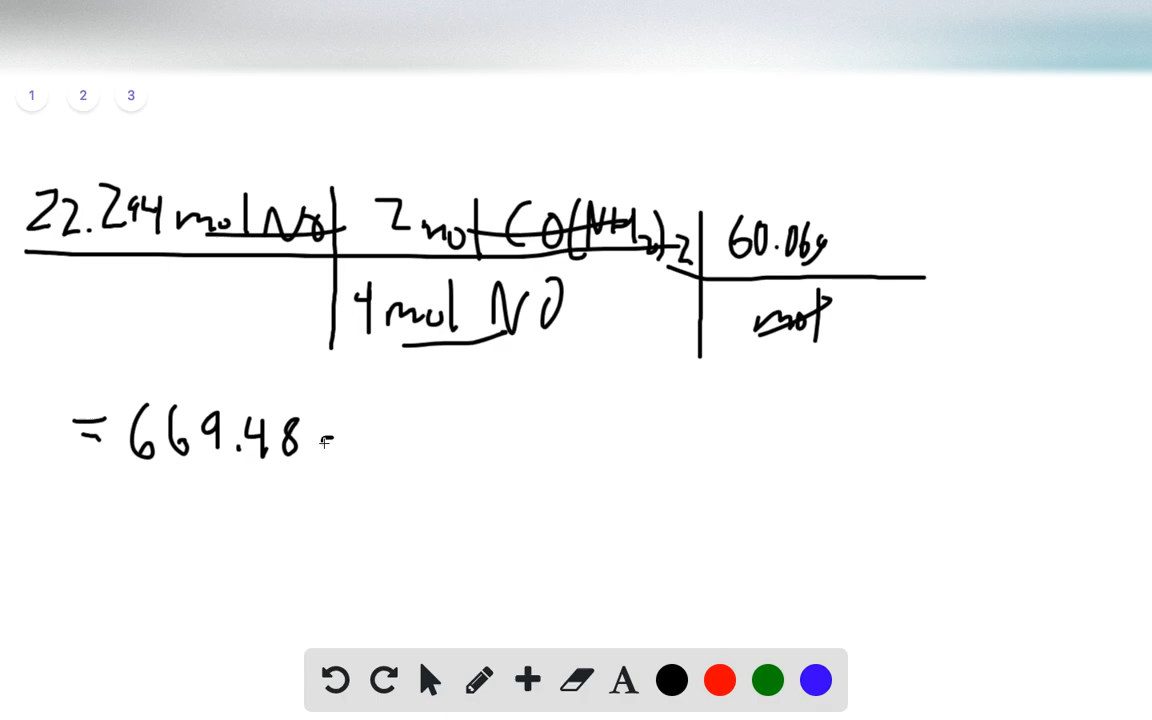 1 2 3
22.294 mol NO 2 mol CO(NH2)2 60.06g
4 mol NO mol
= 669.48
A